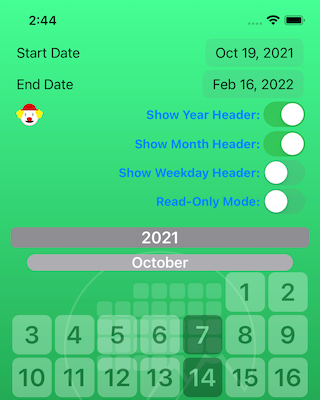 2:44
Start Date Oct 19, 2021
End Date Feb 16, 2022
Show Year Header:
Show Month Header:
Show Weekday Header:
Read-Only Mode:
2021
October
1 2
3 4 5 6 7 8 9
10 11 12 13 14 15 16